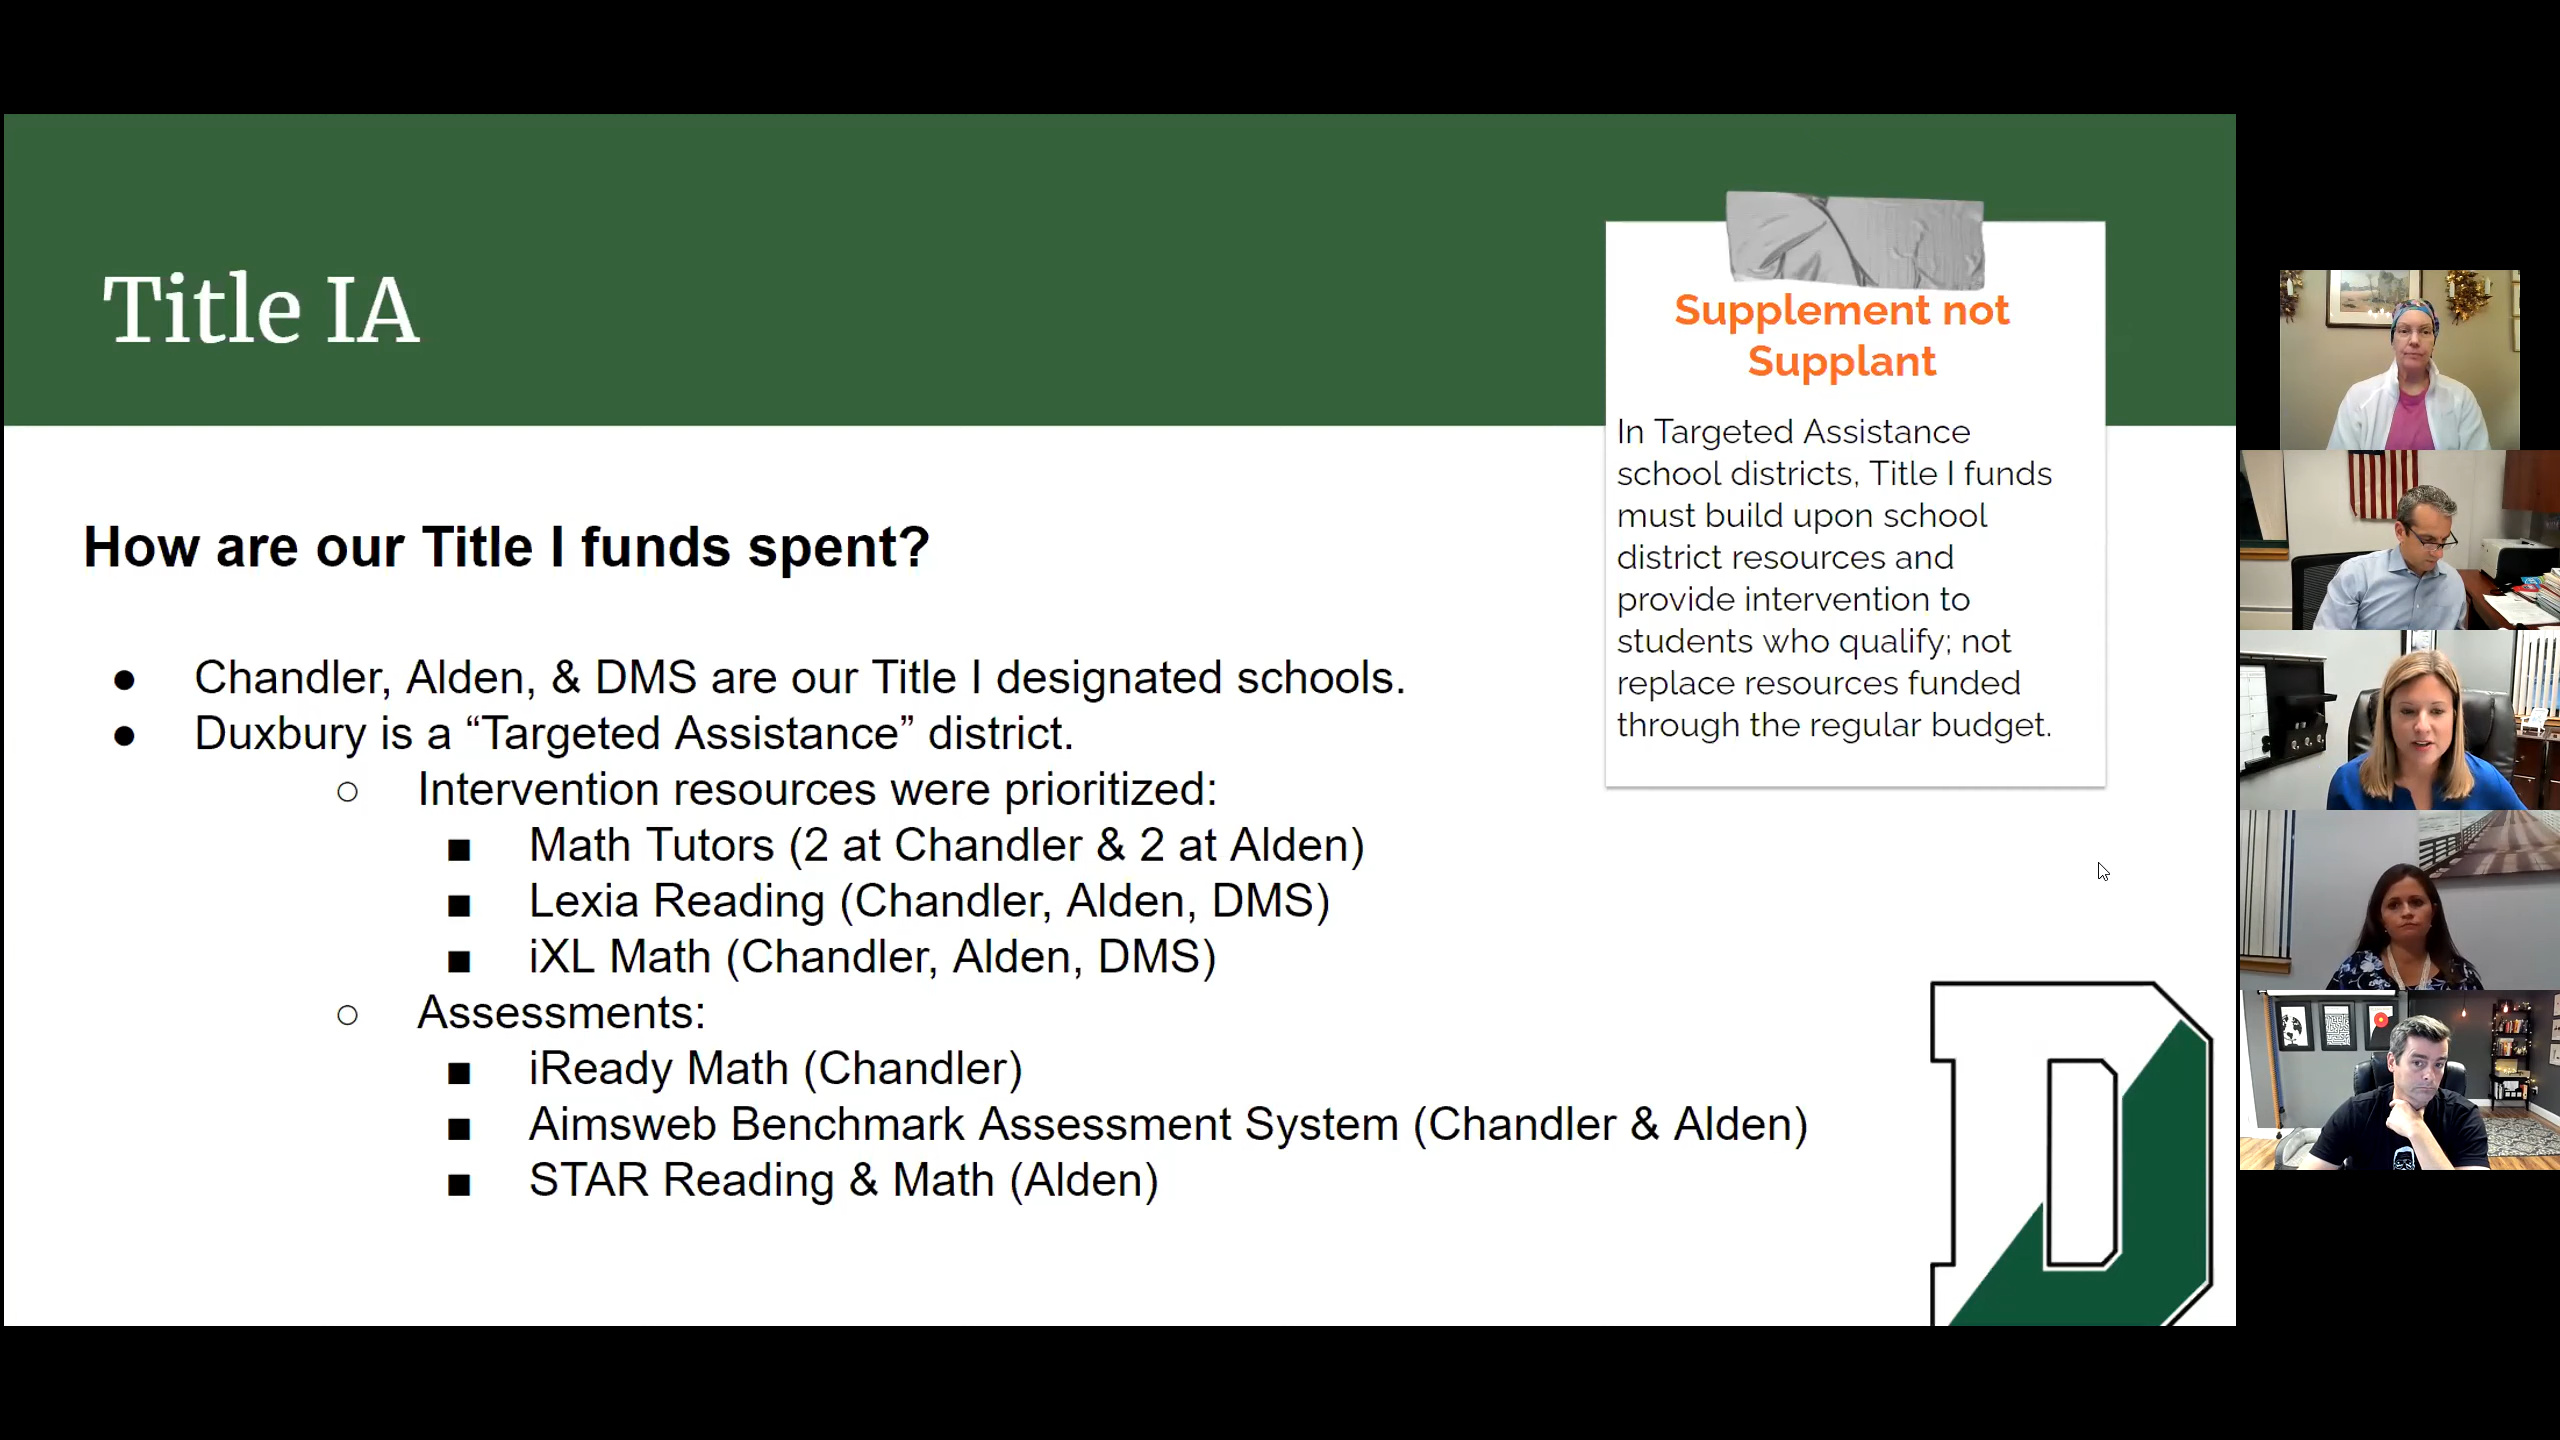 Title IA
Supplement not
Supplant
In Targeted Assistance
school districts, Title I funds
must build upon school
district resources and
provide intervention to
students who qualify; not
replace resources funded
through the regular budget.
How are our Title I funds spent?
● Chandler, Alden, & DMS are our Title I designated schools.
● Duxbury is a “Targeted Assistance” district.
○ Intervention resources were prioritized:
■ Math Tutors (2 at Chandler & 2 at Alden)
■ Lexia Reading (Chandler, Alden, DMS)
■ iXL Math (Chandler, Alden, DMS)
○ Assessments:
■ iReady Math (Chandler)
■ Aimsweb Benchmark Assessment System (Chandler & Alden)
■ STAR Reading & Math (Alden)
D